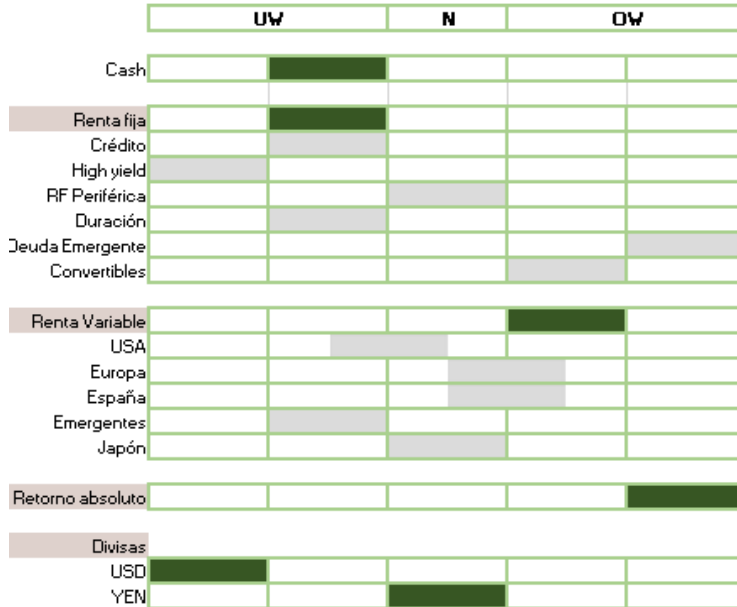 UW N OW
Cash
Renta fija
Crédito
High yield
RF Periférica
Duración
Deuda Emergente
Convertibles
Renta Variable
USA
Europa
España
Emergentes
Japón
Retorno absoluto
Divisas
USD
YEN